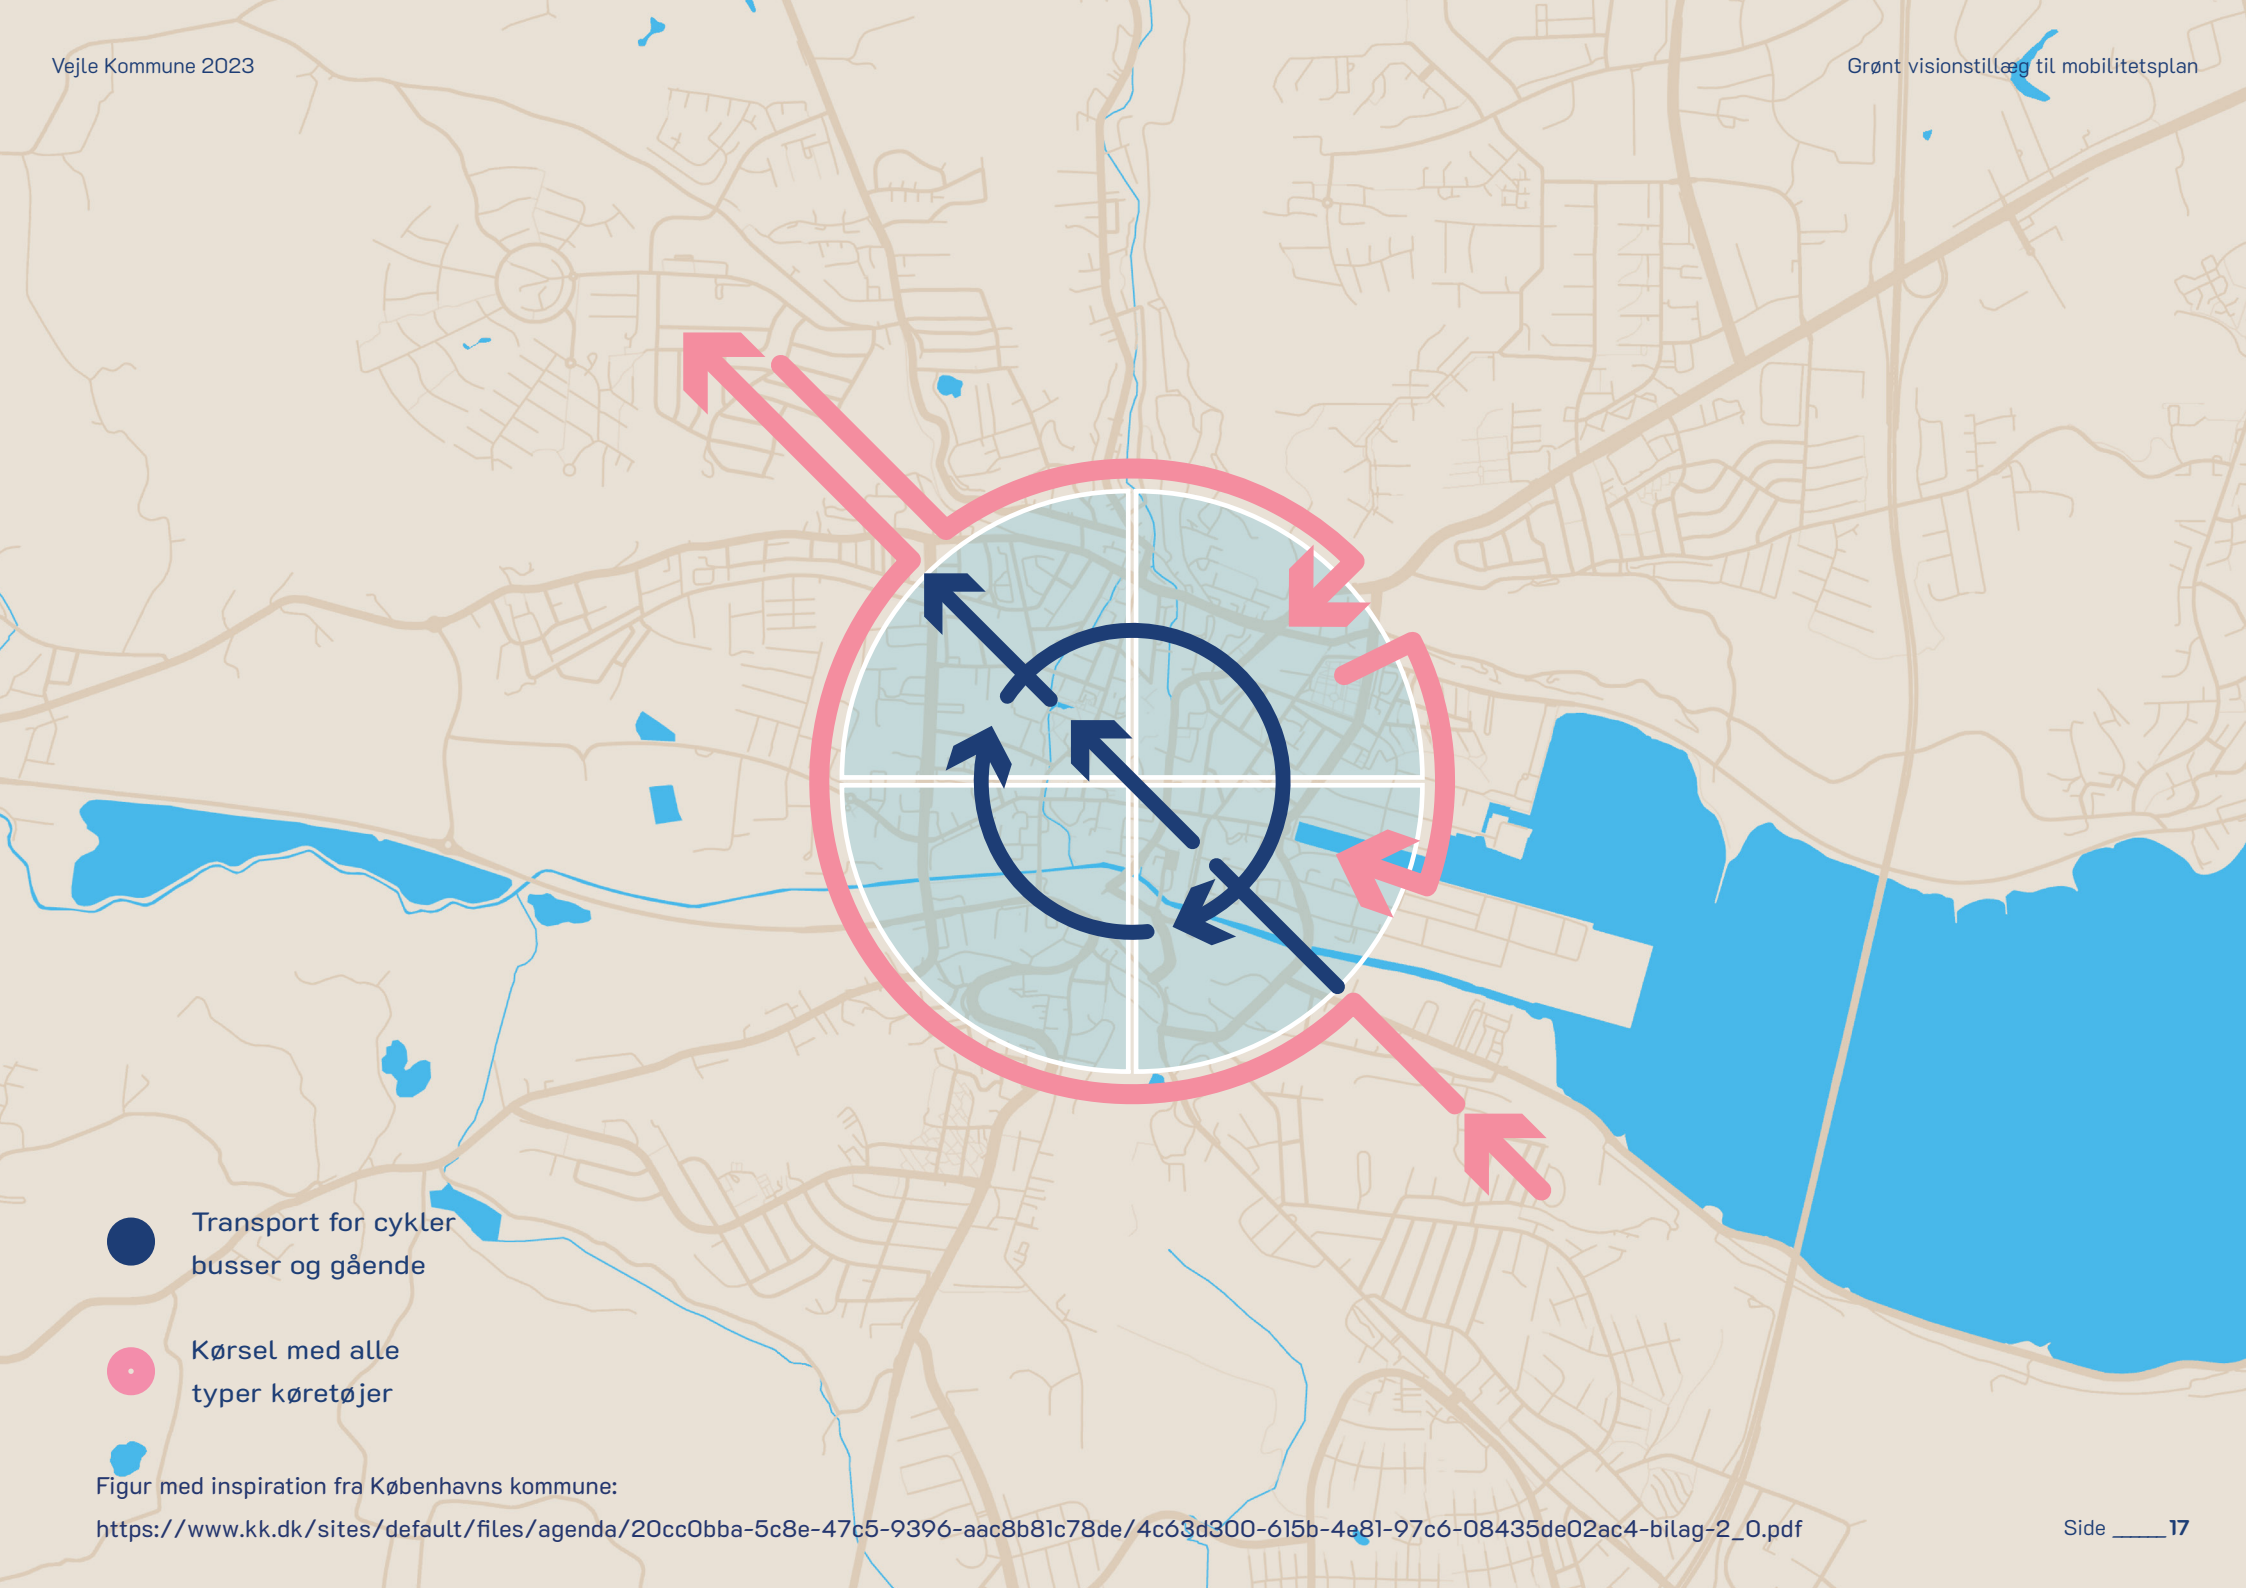 Vejle Kommune 2023
Grønt visionstillæg til mobilitetsplan
Transport for cykler
busser og gående
Kørsel med alle
typer køretøjer
Figur med inspiration fra Københavns kommune:
https://www.kk.dk/sites/default/files/agenda/20cc0bba-5c8e-47c5-9396-aac8b81c78de/4c63d300-615b-4e81-97c6-08435de02ac4-bilag-2_0.pdf
Side _____ 17